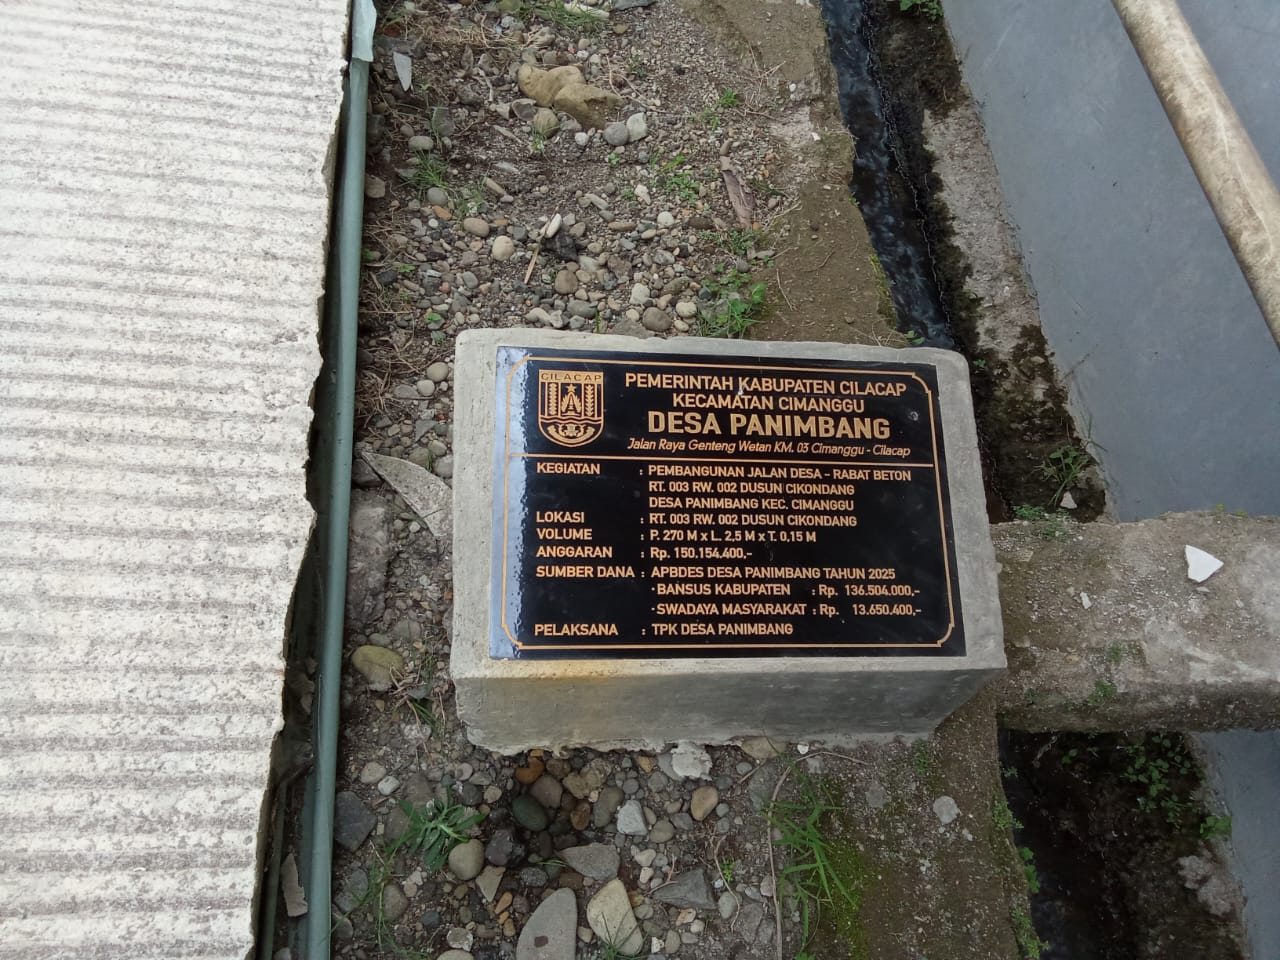 CILACAP
PEMERINTAH KABUPATEN CILACAP
KECAMATAN CIMANGGU
DESA PANIMBANG
Jalan Raya Genteng Wetan KM. 03 Cimanggu - Cilacap
KEGIATAN : PEMBANGUNAN JALAN DESA - RABAT BETON
RT. 003 RW. 002 DUSUN CIKONDANG
DESA PANIMBANG KEC. CIMANGGU
LOKASI : RT. 003 RW. 002 DUSUN CIKONDANG
VOLUME : P. 270 M x L. 2,5 M x T. 0,15 M
ANGGARAN : Rp. 150.154.400,-
SUMBER DANA : APBDES DESA PANIMBANG TAHUN 2025
- BANSUS KABUPATEN : Rp. 136.504.000,-
- SWADAYA MASYARAKAT : Rp. 13.650.400,-
PELAKSANA : TPK DESA PANIMBANG